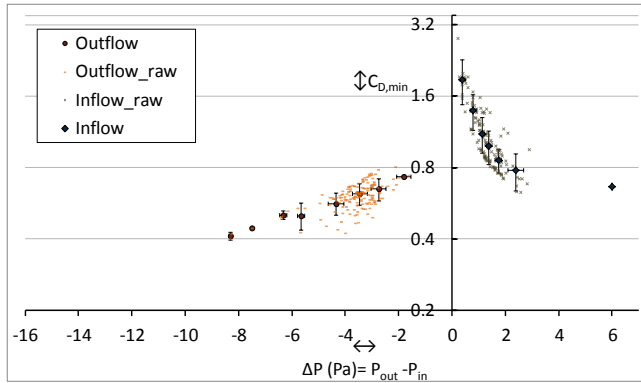 Outflow
Outflow_raw
Inflow_raw
Inflow
C_D,min
3.2
1.6
0.8
0.4
0.2
-16 -14 -12 -10 -8 -6 -4 -2 0 2 4 6
ΔP (Pa)= P_out -P_in